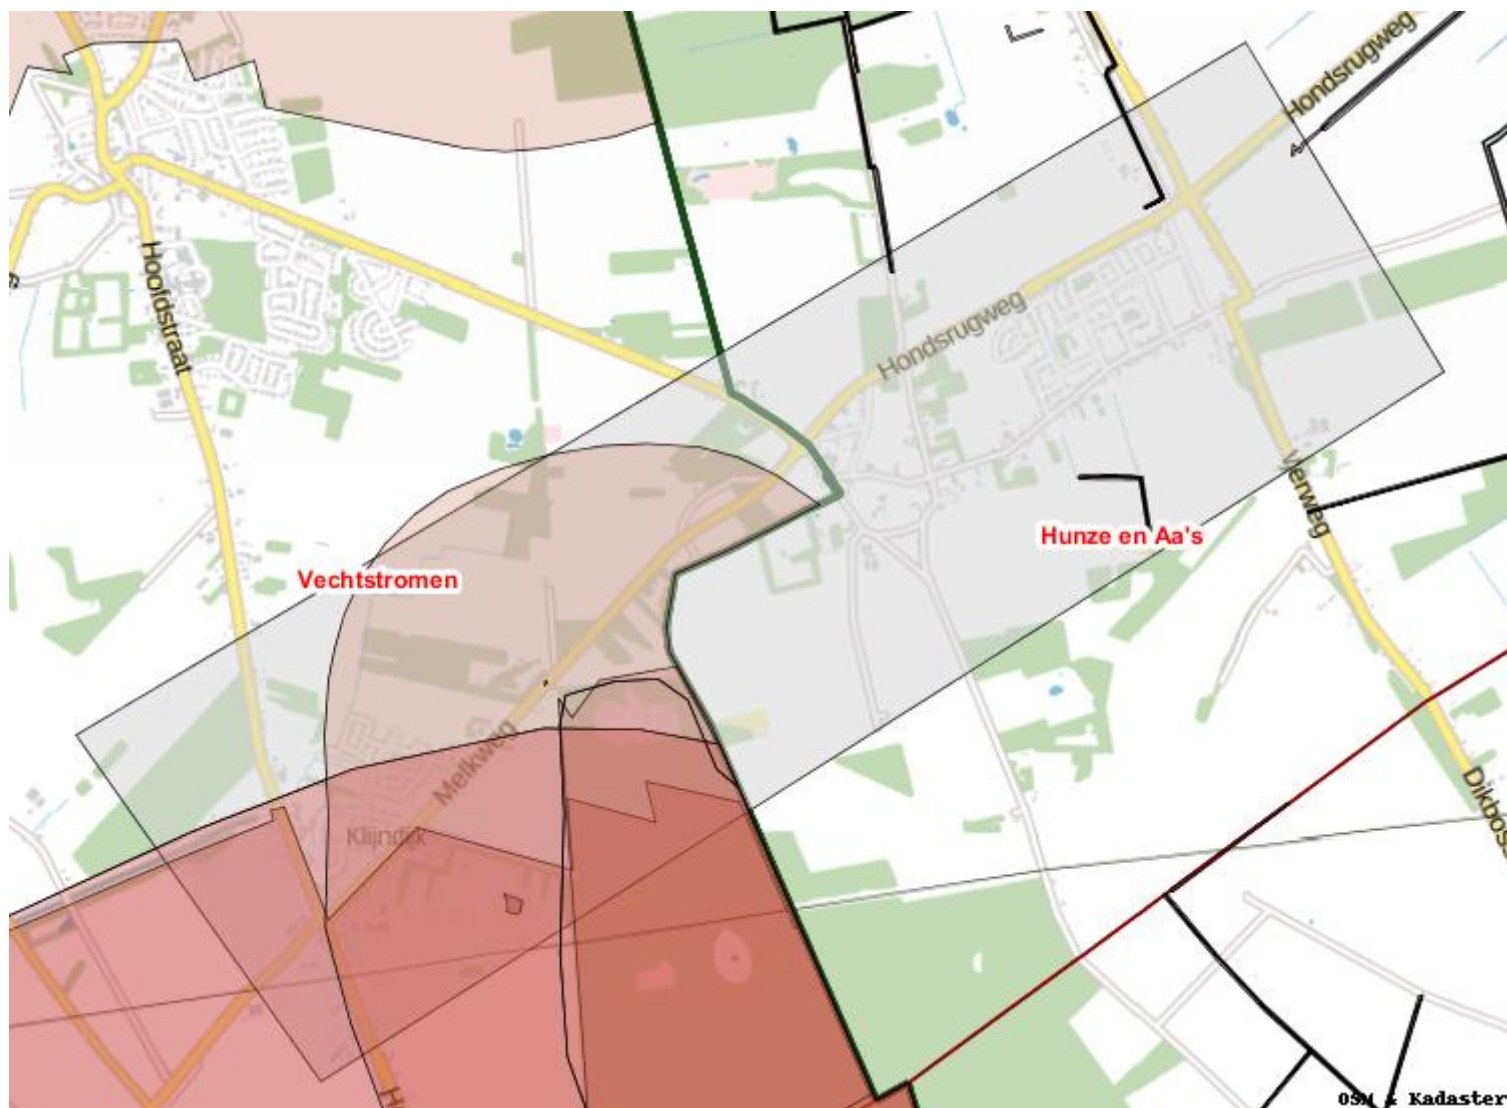 Hondsrugweg
Hoofdstraat
Hondsrugweg
Vechtstromen
Hunze en Aa's
Melkweg
Klijndijk
OSM & Kadaster